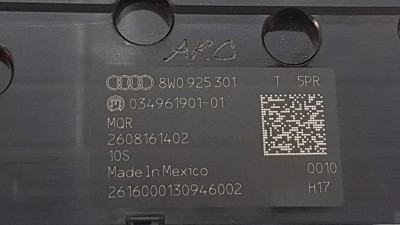 ARC
8W0 925 301 T 5PR
034961901-01
MQR
2608161402
10S
Made In Mexico 0010
2616000130946002 H17